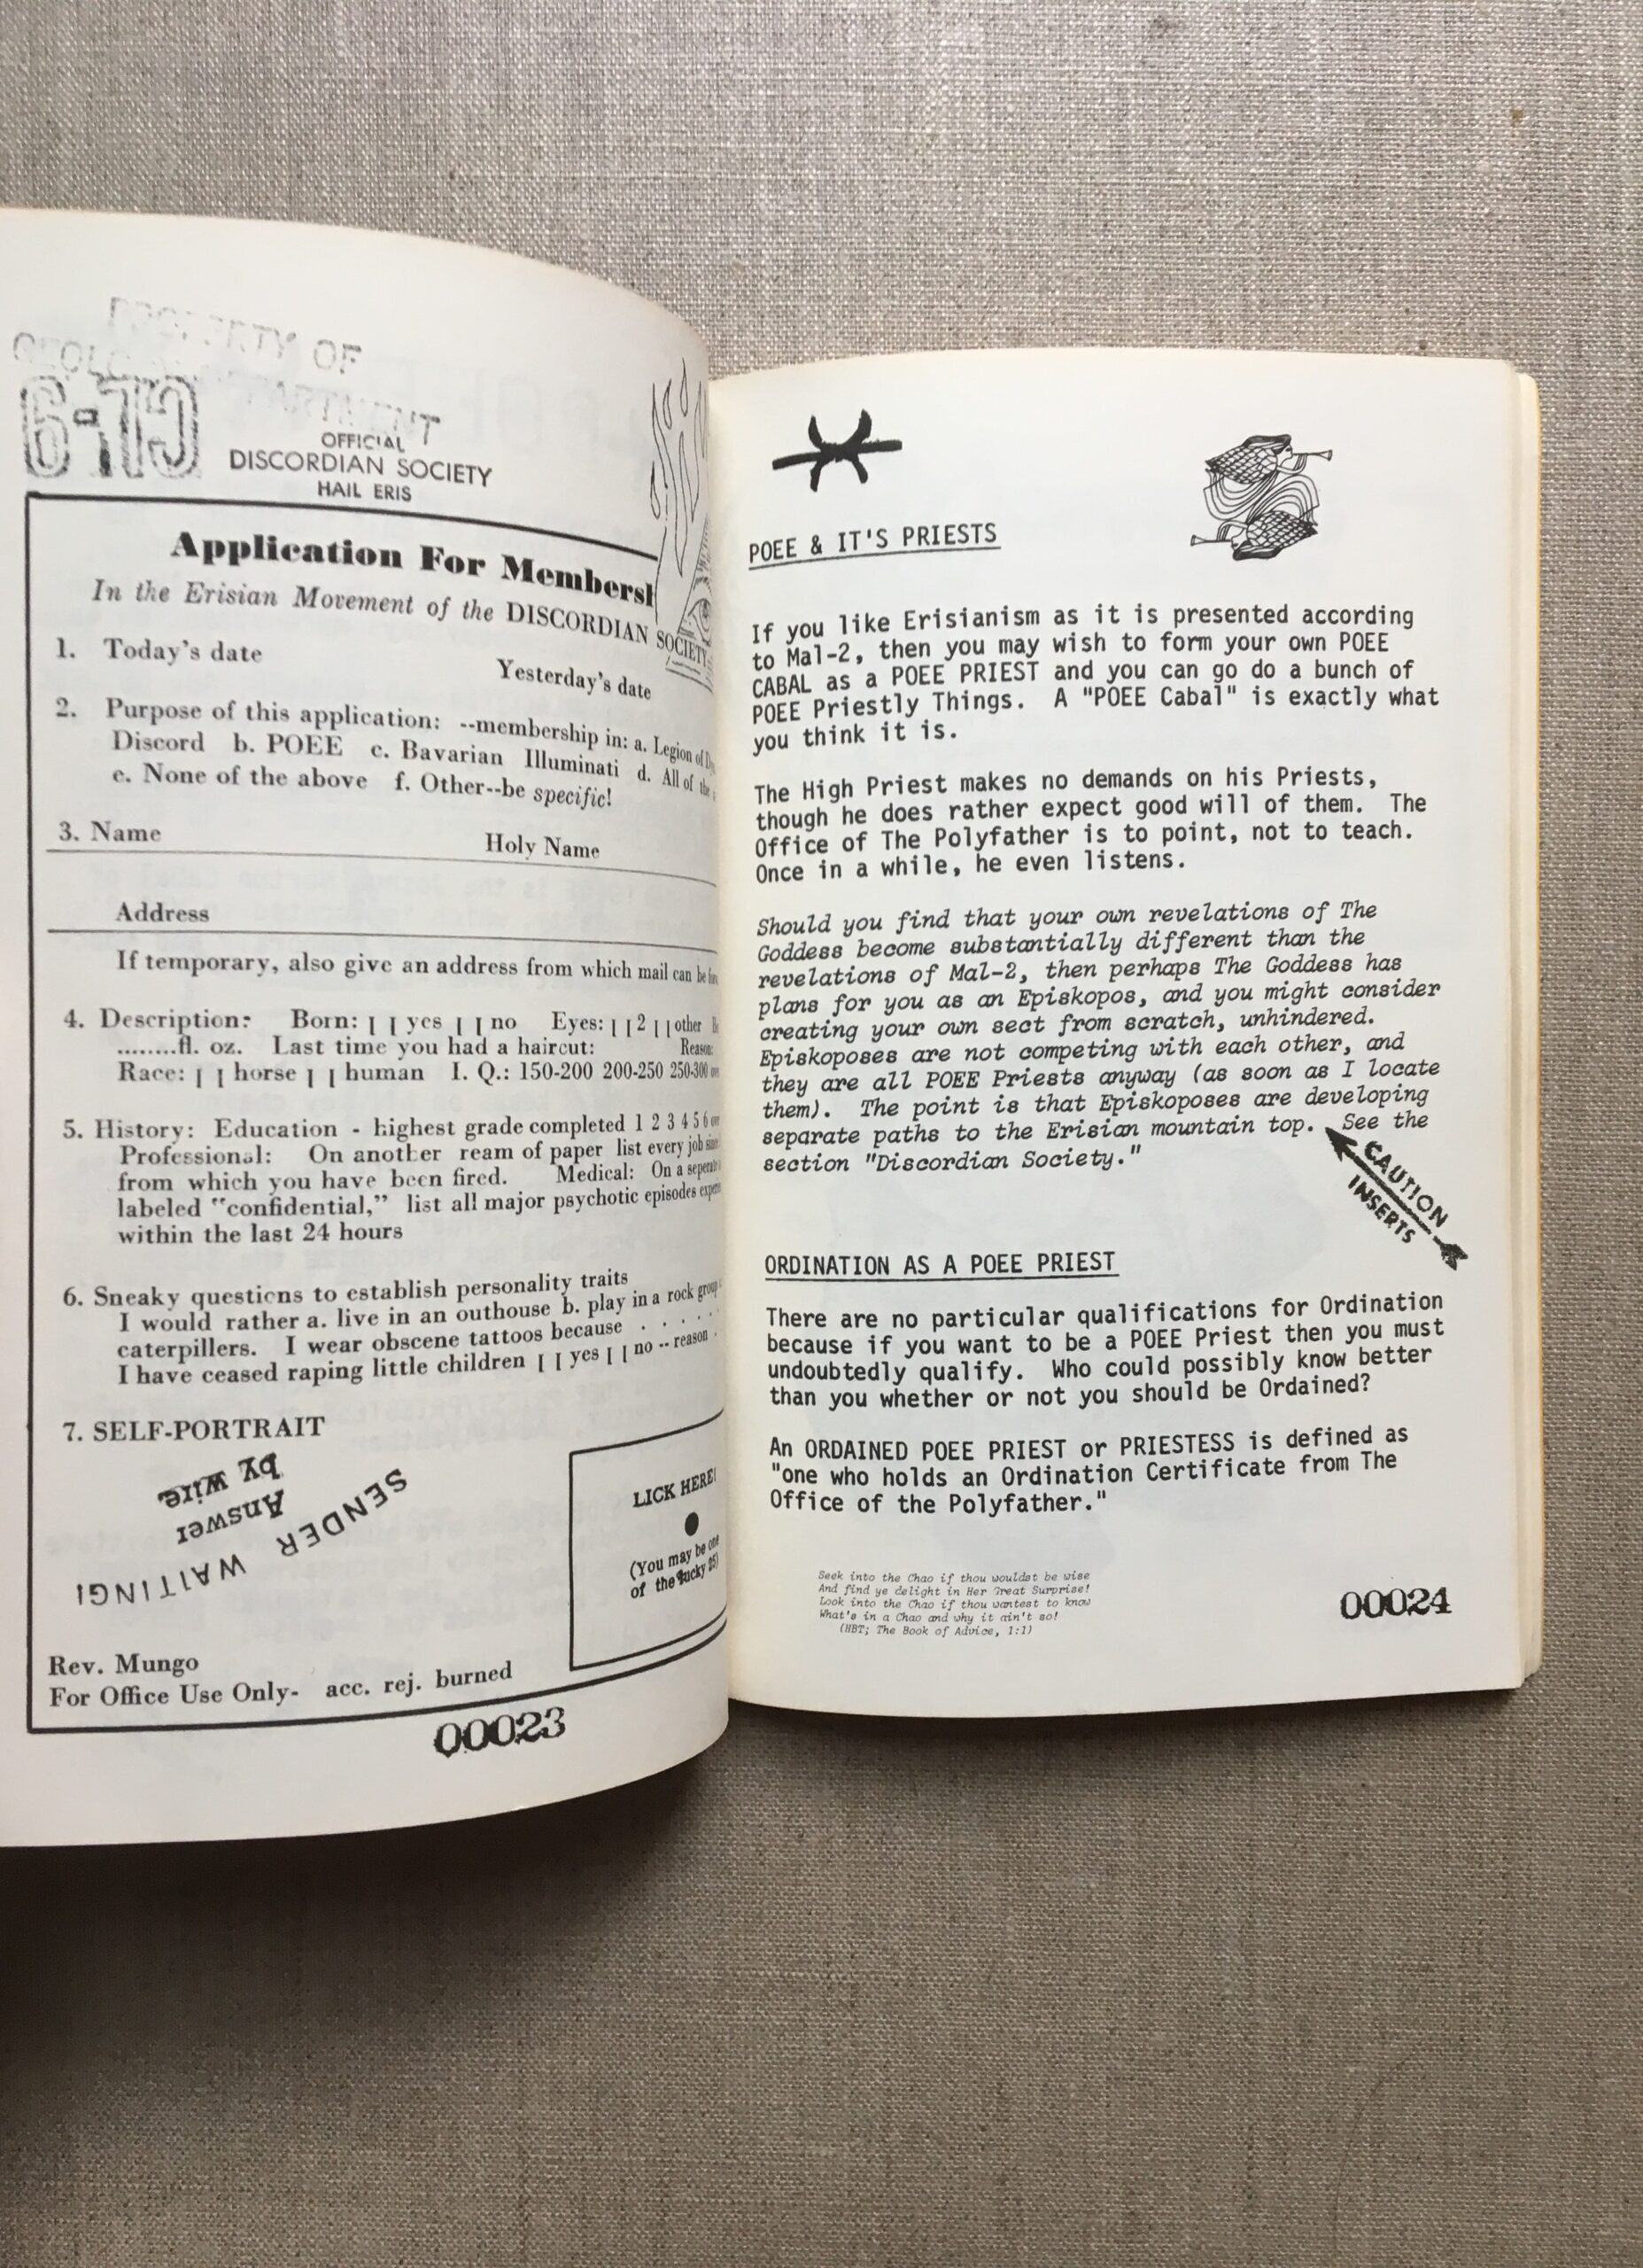 PROPERTY OF
OFFICIAL
DISCORDIAN SOCIETY
HAIL ERIS
Application For
In the Erisian Movement of the DISCORDIAN SOCIETY
1. Today's date
Yesterday's date
2. Purpose of this application: --membership in: a. Legion of
Discord b. POEE c. Bavarian Illuminati d. All of the
e. None of the above f. Other--be specific!
3. Name Holy Name
Address
If temporary, also give an address from which mail can be
4. Description: Born: [ ] yes [ ] no Eyes: [ ] 2 [ ] other
........fl. oz. Last time you had a haircut: Reason:
Race: [ ] horse [ ] human I. Q.: 150-200 200-250 250-300
5. History: Education - highest grade completed 1 2 3 4 5 6
Professional: On another ream of paper list every job
from which you have been fired. Medical: On a
labeled "confidential," list all major psychotic episodes
within the last 24 hours
6. Sneaky questions to establish personality traits
I would rather a. live in an outhouse b. play in a rock group
caterpillers. I wear obscene tattoos because . . . . .
I have ceased raping little children [ ] yes [ ] no -- reason .
7. SELF-PORTRAIT
SENDER WAITING!
Answer
by wire
LICK HERE!
(You may be one
of the lucky 25)
Rev. Mungo
For Office Use Only- acc. rej. burned
00023
POEE & IT'S PRIESTS
If you like Erisianism as it is presented according
to Mal-2, then you may wish to form your own POEE
CABAL as a POEE PRIEST and you can go do a bunch of
POEE Priestly Things. A "POEE Cabal" is exactly what
you think it is.
The High Priest makes no demands on his Priests,
though he does rather expect good will of them. The
Office of The Polyfather is to point, not to teach.
Once in a while, he even listens.
Should you find that your own revelations of The
Goddess become substantially different than the
revelations of Mal-2, then perhaps The Goddess has
plans for you as an Episkopos, and you might consider
creating your own sect from scratch, unhindered.
Episkoposes are not competing with each other, and
they are all POEE Priests anyway (as soon as I locate
them). The point is that Episkoposes are developing
separate paths to the Erisian mountain top. See the
section "Discordian Society."
CAUTION
INSERTS
ORDINATION AS A POEE PRIEST
There are no particular qualifications for Ordination
because if you want to be a POEE Priest then you must
undoubtedly qualify. Who could possibly know better
than you whether or not you should be Ordained?
An ORDAINED POEE PRIEST or PRIESTESS is defined as
"one who holds an Ordination Certificate from The
Office of the Polyfather."
Seek into the Chao if thou wouldst be wise
And find ye delight in Her Great Surprise!
Look into the Chao if thou wantest to know
What's in a Chao and why it ain't so!
(HBT; The Book of Advice, 1:1)
00024